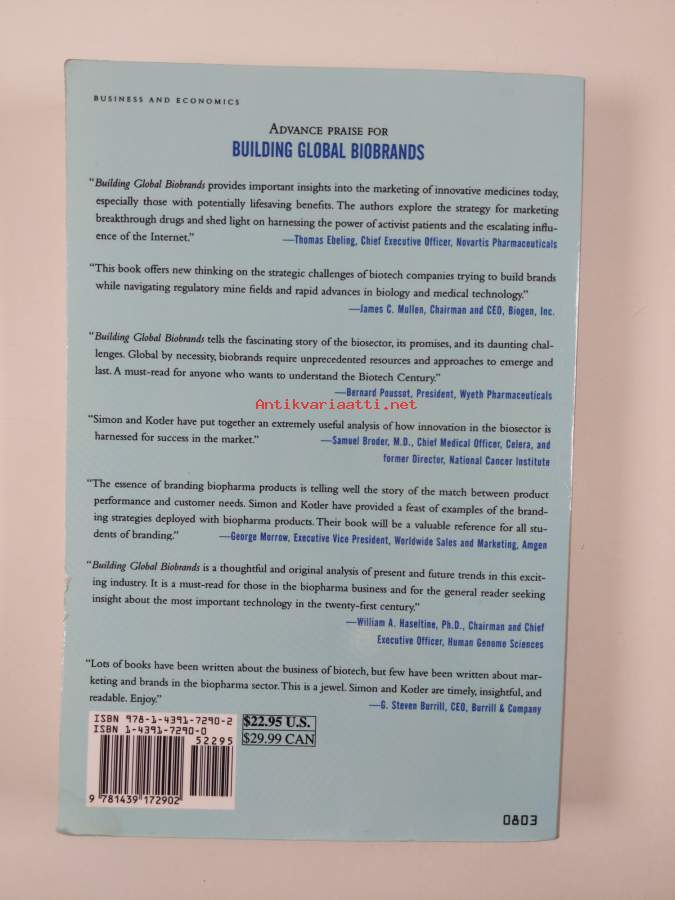 BUSINESS AND ECONOMICS
ADVANCE PRAISE FOR
BUILDING GLOBAL BIOBRANDS
“Building Global Biobrands provides important insights into the marketing of innovative medicines today,
especially those with potentially lifesaving benefits. The authors explore the strategy for marketing
breakthrough drugs and shed light on harnessing the power of activist patients and the escalating influ-
ence of the Internet.” —Thomas Ebeling, Chief Executive Officer, Novartis Pharmaceuticals
“This book offers new thinking on the strategic challenges of biotech companies trying to build brands
while navigating regulatory mine fields and rapid advances in biology and medical technology.”
—James C. Mullen, Chairman and CEO, Biogen, Inc.
“Building Global Biobrands tells the fascinating story of the biosector, its promises, and its daunting chal-
lenges. Global by necessity, biobrands require unprecedented resources and approaches to emerge and
last. A must-read for anyone who wants to understand the Biotech Century.”
—Bernard Poussot, President, Wyeth Pharmaceuticals
Antikvariaatti.net
“Simon and Kotler have put together an extremely useful analysis of how innovation in the biosector is
harnessed for success in the market.” —Samuel Broder, M.D., Chief Medical Officer, Celera, and
former Director, National Cancer Institute
“The essence of branding biopharma products is telling well the story of the match between product
performance and customer needs. Simon and Kotler have provided a feast of examples of the brand-
ing strategies deployed with biopharma products. Their book will be a valuable reference for all stu-
dents of branding.” —George Morrow, Executive Vice President, Worldwide Sales and Marketing, Amgen
“Building Global Biobrands is a thoughtful and original analysis of present and future trends in this excit-
ing industry. It is a must-read for those in the biopharma business and for the general reader seeking
insight about the most important technology in the twenty-first century.”
—William A. Haseltine, Ph.D., Chairman and Chief
Executive Officer, Human Genome Sciences
“Lots of books have been written about the business of biotech, but few have been written about mar-
keting and brands in the biopharma sector. This is a jewel. Simon and Kotler are timely, insightful, and
readable. Enjoy.” —G. Steven Burrill, CEO, Burrill & Company
ISBN 978-1-4391-7290-2
ISBN 1-4391-7290-0
52295
$22.95 U.S.
$29.99 CAN
9 781439 172902
0803